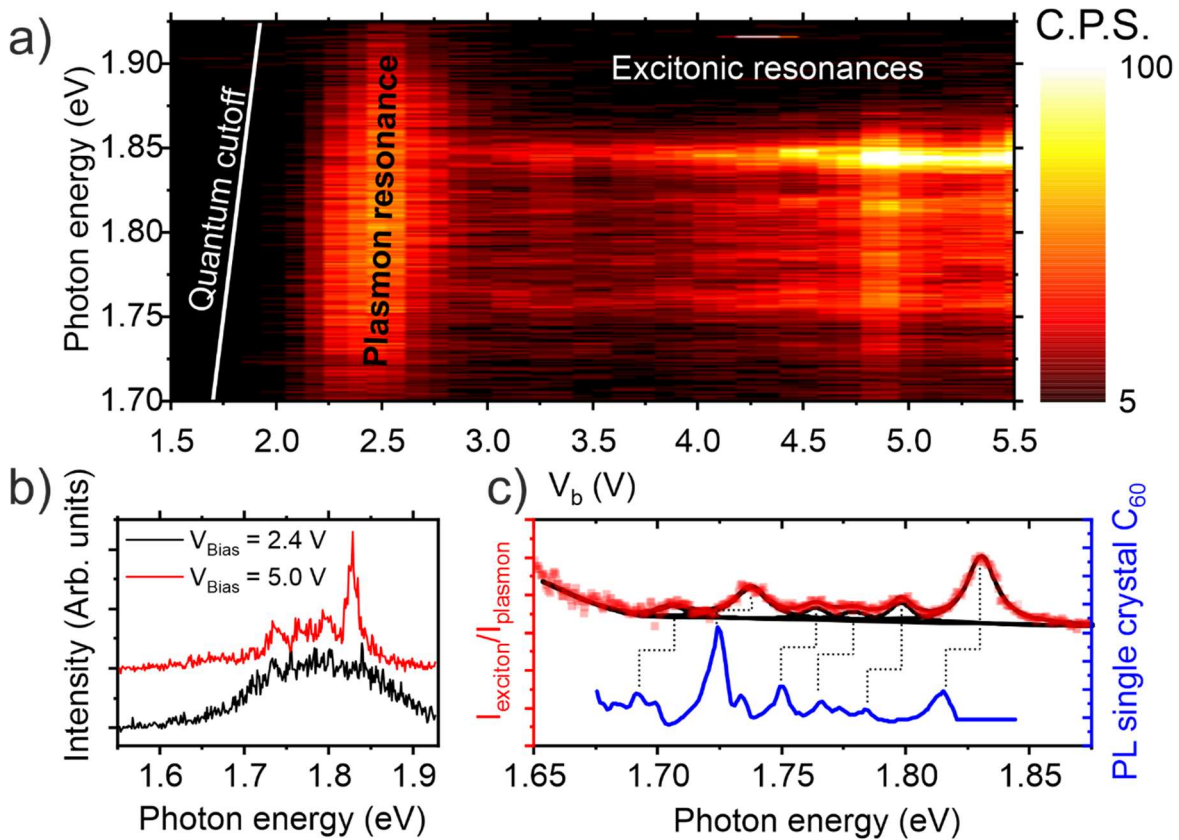 a)
C.P.S.
100
5
Photon energy (eV)
1.90
1.85
1.80
1.75
1.70
Quantum cutoff
Plasmon resonance
Excitonic resonances
1.5 2.0 2.5 3.0 3.5 4.0 4.5 5.0 5.5
V_b (V)
b)
Intensity (Arb. units)
V_Bias = 2.4 V
V_Bias = 5.0 V
1.6 1.7 1.8 1.9
Photon energy (eV)
c)
I_exciton/I_plasmon
PL single crystal C_60
1.65 1.70 1.75 1.80 1.85
Photon energy (eV)